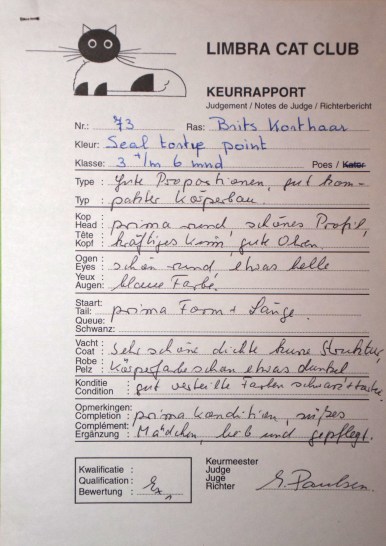 LIMBRA CAT CLUB
KEURRAPPORT
Judgement / Notes de Judge / Richterbericht
Nr.: 73 Ras: Brits Korthaar
Kleur: Seal tortie point
Klasse: 3 t/m 6 mnd Poes / Kater
Type : gute Proportionen, gut kom-
Typ : pakter Körperbau.
Kop :
Head : prima rund, schönes Profil,
Tête :
Kopf : kräftiges Kinn, gute Ohren.
Ogen :
Eyes : schön rund, etwas helle
Yeux :
Augen: blaue Farbe.
Staart:
Tail: prima Form + Länge.
Queue:
Schwanz:
Vacht :
Coat : sehr schöne dichte kurze Struktur
Robe :
Pelz : Körperfarbe schon etwas dunkel
Konditie :
Condition : gut verteilte Farben schwarz +
Opmerkingen:
Completion : prima Kondition, süßes
Complément:
Ergänzung : Mädchen, lieb und gepflegt.
Kwalificatie :
Qualification : Ex 1
Bewertung :
Keurmeester
Judge
Juge
Richter
G. Paulsen